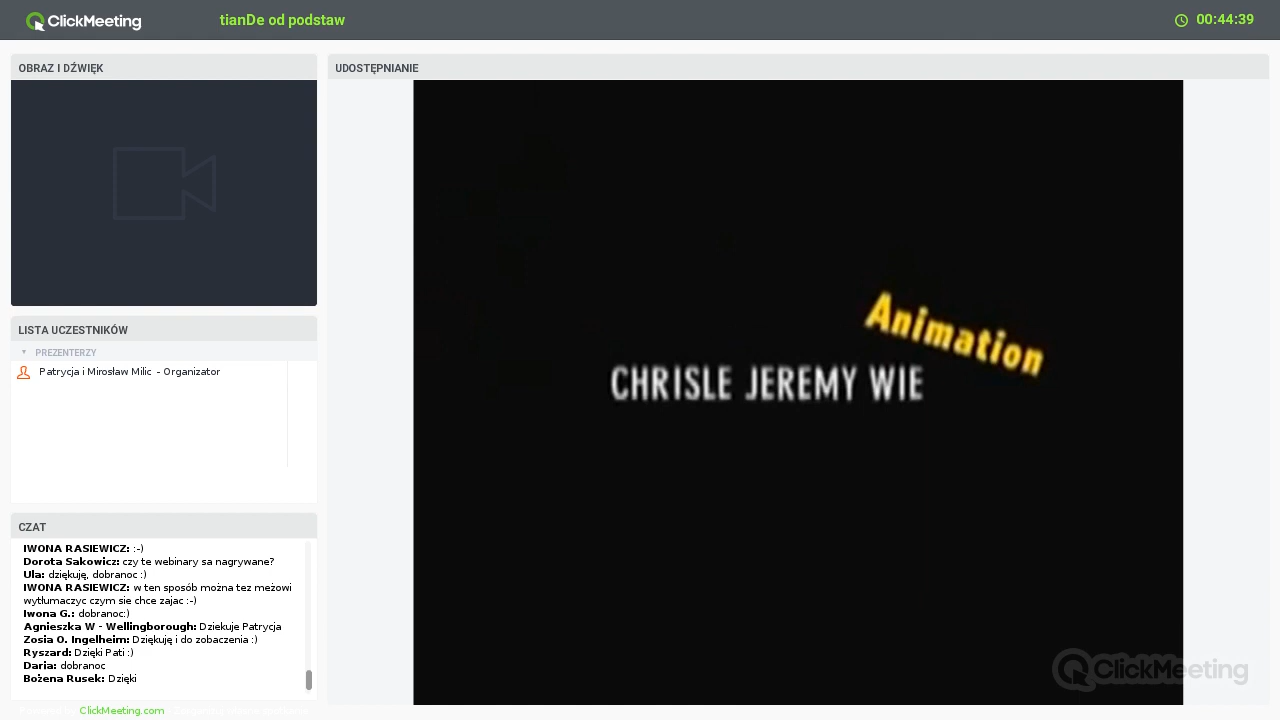 ClickMeeting
tianDe od podstaw
00:44:39
OBRAZ I DŹWIĘK
UDOSTĘPNIANIE
Animation
CHRISLE JEREMY WIE
LISTA UCZESTNIKÓW
PREZENTERZY
Patrycja i Mirosław Milic - Organizator
CZAT
IWONA RASIEWICZ: :-)
Dorota Sakowicz: czy te webinary sa nagrywane?
Ula: dziękuję, dobranoc :)
IWONA RASIEWICZ: w ten sposób można tez meżowi
wytłumaczyc czym sie chce zajac :-)
Iwona G.: dobranoc:)
Agnieszka W - Wellingborough: Dziekuje Patrycja
Zosia O. Ingelheim: Dziękuję i do zobaczenia :)
Ryszard: Dzięki Pati :)
Daria: dobranoc
Bożena Rusek: Dzięki
ClickMeeting
ClickMeeting.com